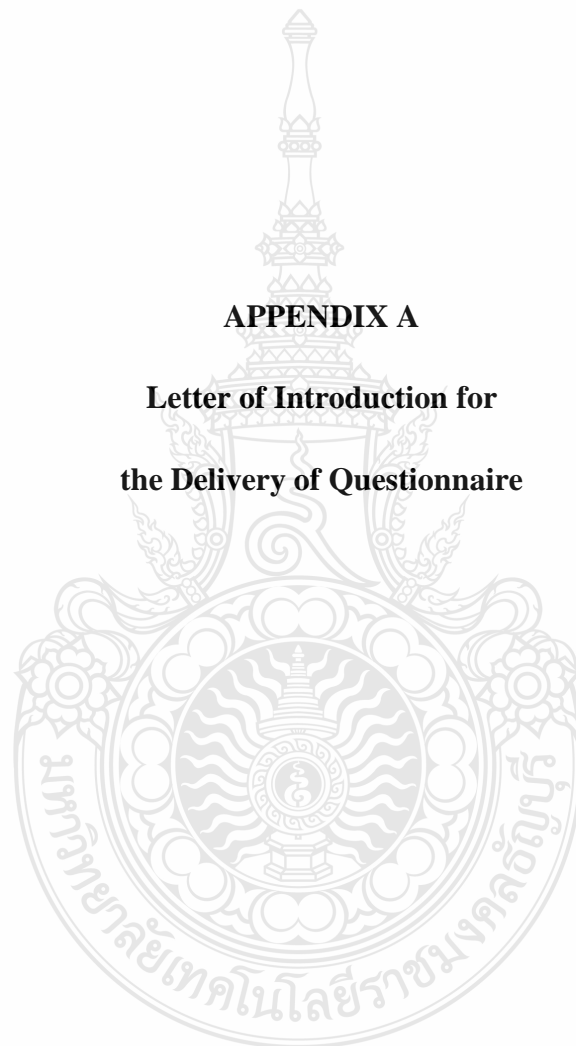 APPENDIX A
Letter of Introduction for
the Delivery of Questionnaire
มหาวิทยาลัยเทคโนโลยีราชมงคลธัญบุรี